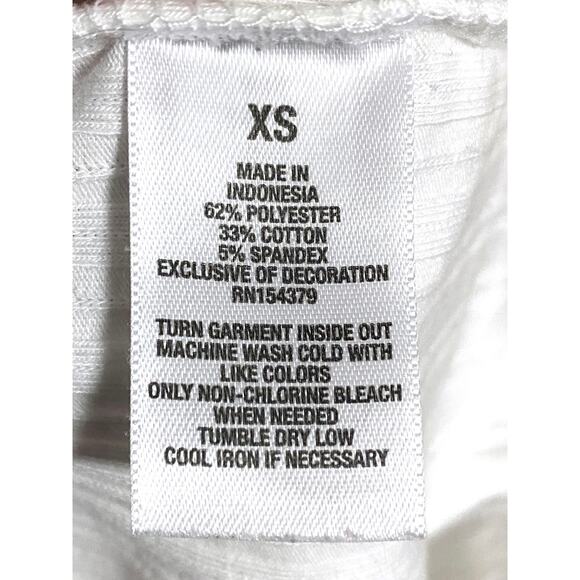 XS
MADE IN
INDONESIA
62% POLYESTER
33% COTTON
5% SPANDEX
EXCLUSIVE OF DECORATION
RN154379
TURN GARMENT INSIDE OUT
MACHINE WASH COLD WITH
LIKE COLORS
ONLY NON-CHLORINE BLEACH
WHEN NEEDED
TUMBLE DRY LOW
COOL IRON IF NECESSARY